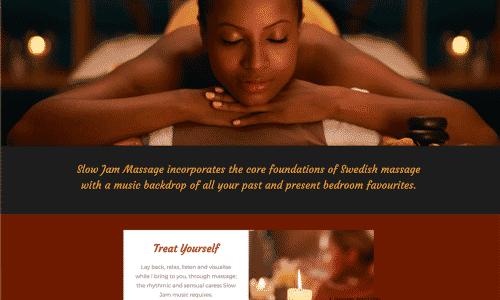 Slow Jam Massage incorporates the core foundations of Swedish massage
with a music backdrop of all your past and present bedroom favourites.
Treat Yourself
Lay back, relax, listen and visualise
while I bring to you, through massage;
the rhythmic and sensual caress Slow
Jam music requires.